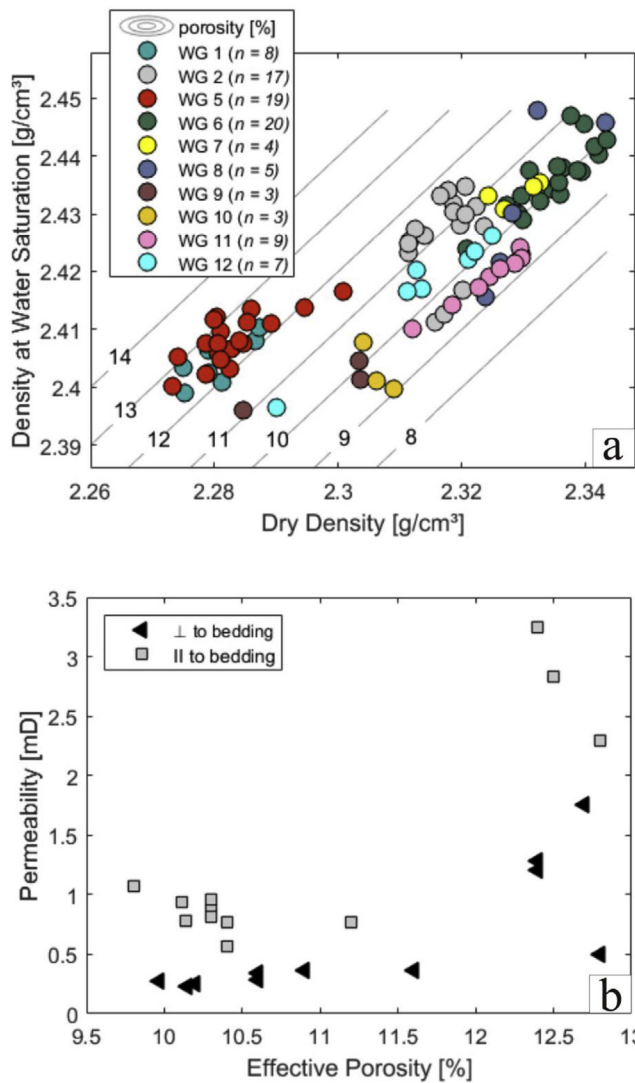 porosity [%]
WG 1 (n = 8)
WG 2 (n = 17)
WG 5 (n = 19)
WG 6 (n = 20)
WG 7 (n = 4)
WG 8 (n = 5)
WG 9 (n = 3)
WG 10 (n = 3)
WG 11 (n = 9)
WG 12 (n = 7)
Density at Water Saturation [g/cm³]
2.45
2.44
2.43
2.42
2.41
2.4
2.39
14
13
12
11
10
9
8
a
2.26
2.28
2.3
2.32
2.34
Dry Density [g/cm³]
⊥ to bedding
II to bedding
Permeability [mD]
3.5
3
2.5
2
1.5
1
0.5
0
b
9.5
10
10.5
11
11.5
12
12.5
13
Effective Porosity [%]